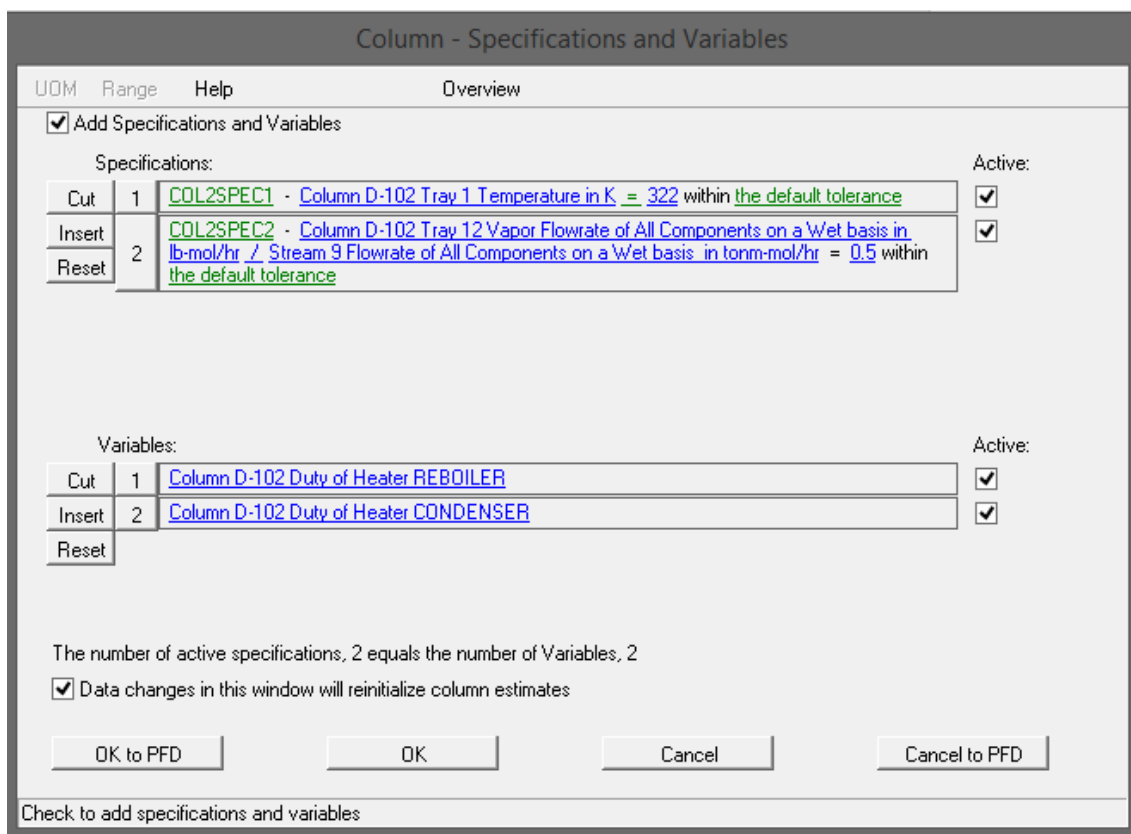 Column - Specifications and Variables
UOM Range Help Overview
Add Specifications and Variables
Specifications: Active:
Cut 1 COL2SPEC1 - Column D-102 Tray 1 Temperature in K = 322 within the default tolerance
Insert 2 COL2SPEC2 - Column D-102 Tray 12 Vapor Flowrate of All Components on a Wet basis in
Reset lb-mol/hr / Stream 9 Flowrate of All Components on a Wet basis in tonm-mol/hr = 0.5 within
the default tolerance
Variables: Active:
Cut 1 Column D-102 Duty of Heater REBOILER
Insert 2 Column D-102 Duty of Heater CONDENSER
Reset
The number of active specifications, 2 equals the number of Variables, 2
Data changes in this window will reinitialize column estimates
OK to PFD OK Cancel Cancel to PFD
Check to add specifications and variables